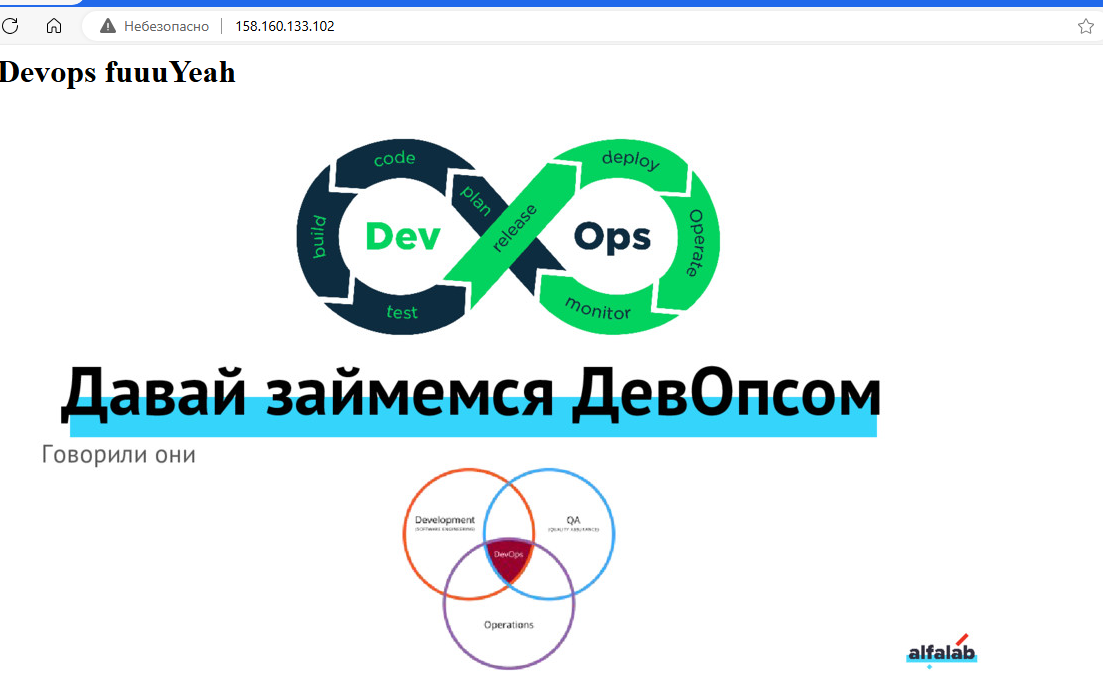 Небезопасно 158.160.133.102
Devops fuuuYeah
code
plan
build
Dev
test
release
deploy
Ops
Operate
monitor
Давай займемся ДевОпсом
Говорили они
Development
(SOFTWARE ENGINEERING)
QA
(QUALITY ASSURANCE)
DevOps
Operations
alfalab